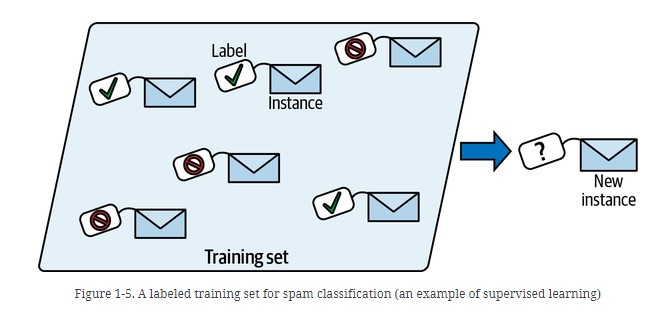 Label
Instance
?
New
instance
Training set
Figure 1-5. A labeled training set for spam classification (an example of supervised learning)